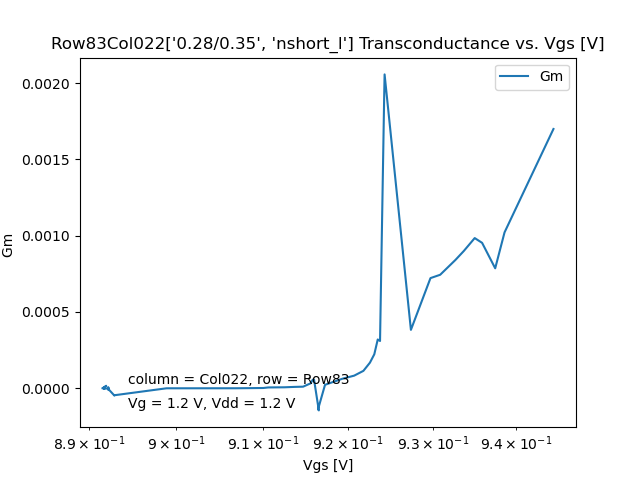 Row83Col022['0.28/0.35', 'nshort_l'] Transconductance vs. Vgs [V]
Gm
0.0020
0.0015
0.0010
0.0005
0.0000
Gm
column = Col022, row = Row83
Vg = 1.2 V, Vdd = 1.2 V
8.9 × 10⁻¹ 9 × 10⁻¹ 9.1 × 10⁻¹ 9.2 × 10⁻¹ 9.3 × 10⁻¹ 9.4 × 10⁻¹
Vgs [V]